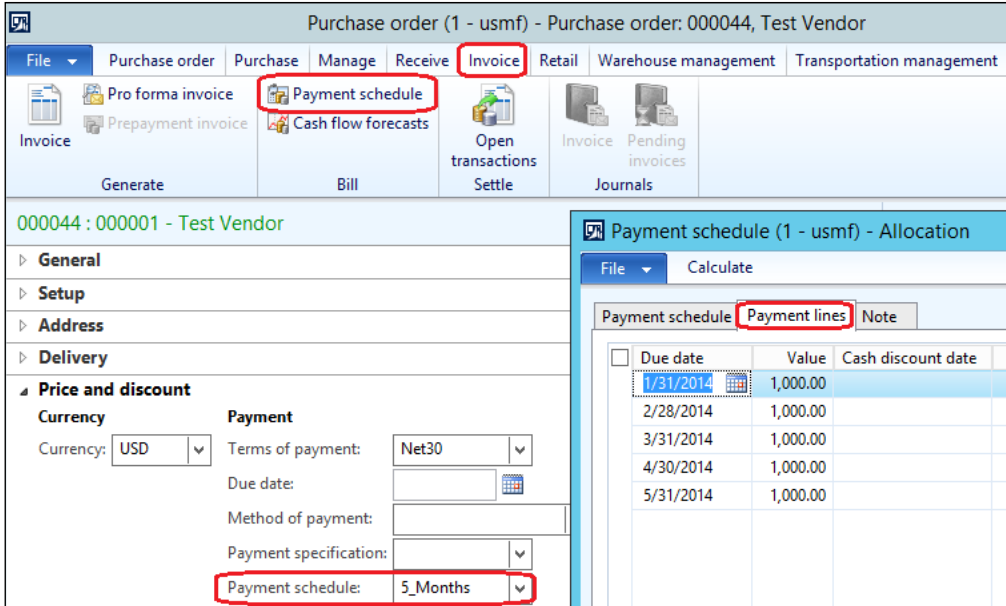 Purchase order (1 - usmf) - Purchase order: 000044, Test Vendor
File Purchase order Purchase Manage Receive Invoice Retail Warehouse management Transportation management
Pro forma invoice Payment schedule
Prepayment invoice Cash flow forecasts
Invoice Open transactions Invoice Pending invoices
Generate Bill Settle Journals
000044 : 000001 - Test Vendor
General
Setup
Address
Delivery
Price and discount
Currency Payment
Currency: USD Terms of payment: Net30
Due date:
Method of payment:
Payment specification:
Payment schedule: 5_Months
Payment schedule (1 - usmf) - Allocation
File Calculate
Payment schedule Payment lines Note
Due date Value Cash discount date
1/31/2014 1,000.00
2/28/2014 1,000.00
3/31/2014 1,000.00
4/30/2014 1,000.00
5/31/2014 1,000.00